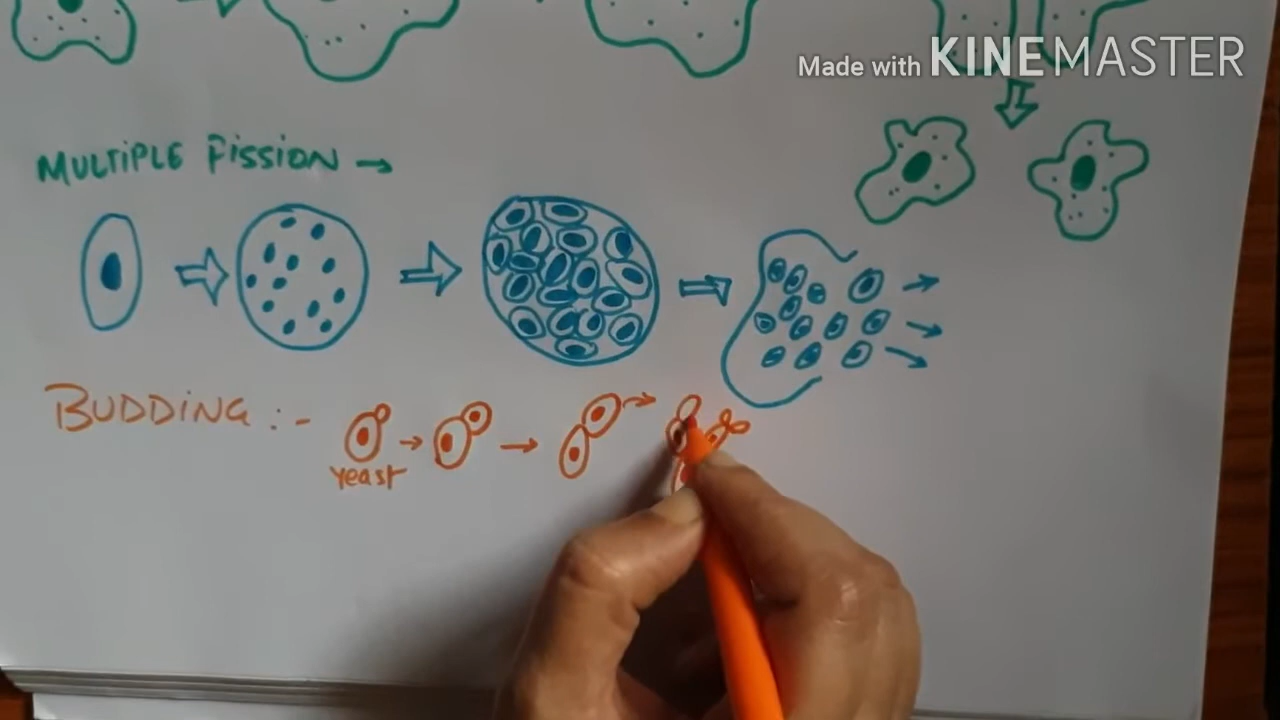 Made with KINEMASTER
MULTIPLE FISSION →
BUDDING :-
Yeast